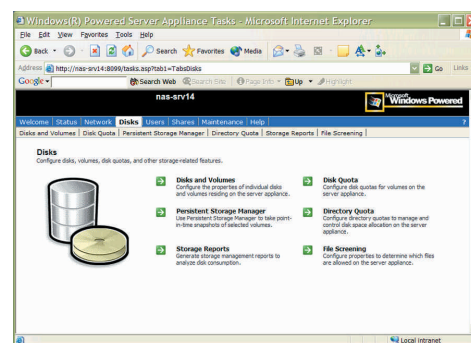 Windows(R) Powered Server Appliance Tasks - Microsoft Internet Explorer
File Edit View Favorites Tools Help
Back Search Favorites Media
Address http://nas-srv14:8099/tasks.asp?tab1=TabsDisks Go Links
Google Search Web Search Site Page Info Up Highlight
nas-srv14
Microsoft
Windows Powered
Welcome Status Network Disks Users Shares Maintenance Help ?
Disks and Volumes Disk Quota Persistent Storage Manager Directory Quota Storage Reports File Screening
Disks
Configure disks, volumes, disk quotas, and other storage-related features.
Disks and Volumes
Configure the properties of individual disks
and volumes residing on the server appliance.
Disk Quota
Configure disk quotas for volumes on the
server appliance.
Persistent Storage Manager
Use Persistent Storage Manager to take point-
in-time snapshots of selected volumes.
Directory Quota
Configure directory quotas to manage and
control disk space allocation on the server
appliance.
Storage Reports
Generate storage management reports to
analyze disk consumption.
File Screening
Configure properties to determine which files
are allowed on the server appliance.
Local intranet